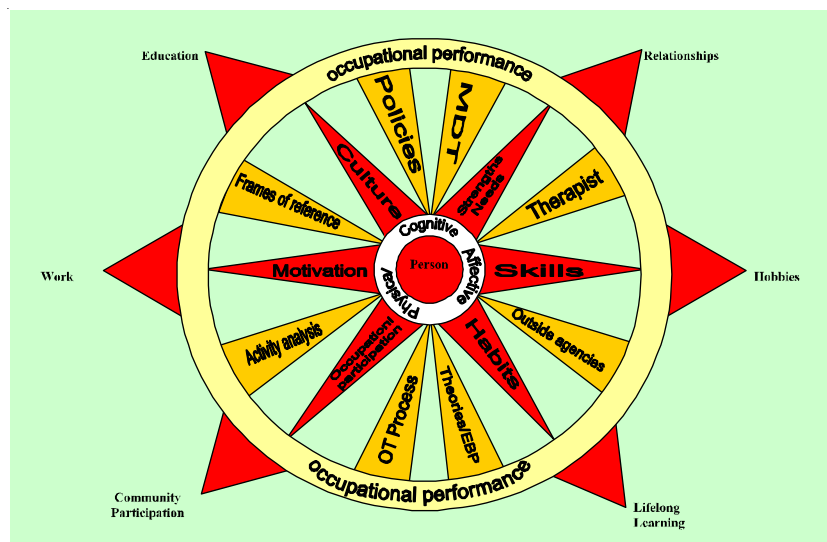 occupational performance
Education
Relationships
Policies
MDT
Culture
Strengths
Needs
Frames of reference
Therapist
Cognitive
Affective
Physical
Person
Work
Motivation
Skills
Hobbies
Activity analysis
Occupation/
participation
Habits
Outside agencies
OT Process
Theories/EBP
occupational performance
Community
Participation
Lifelong
Learning